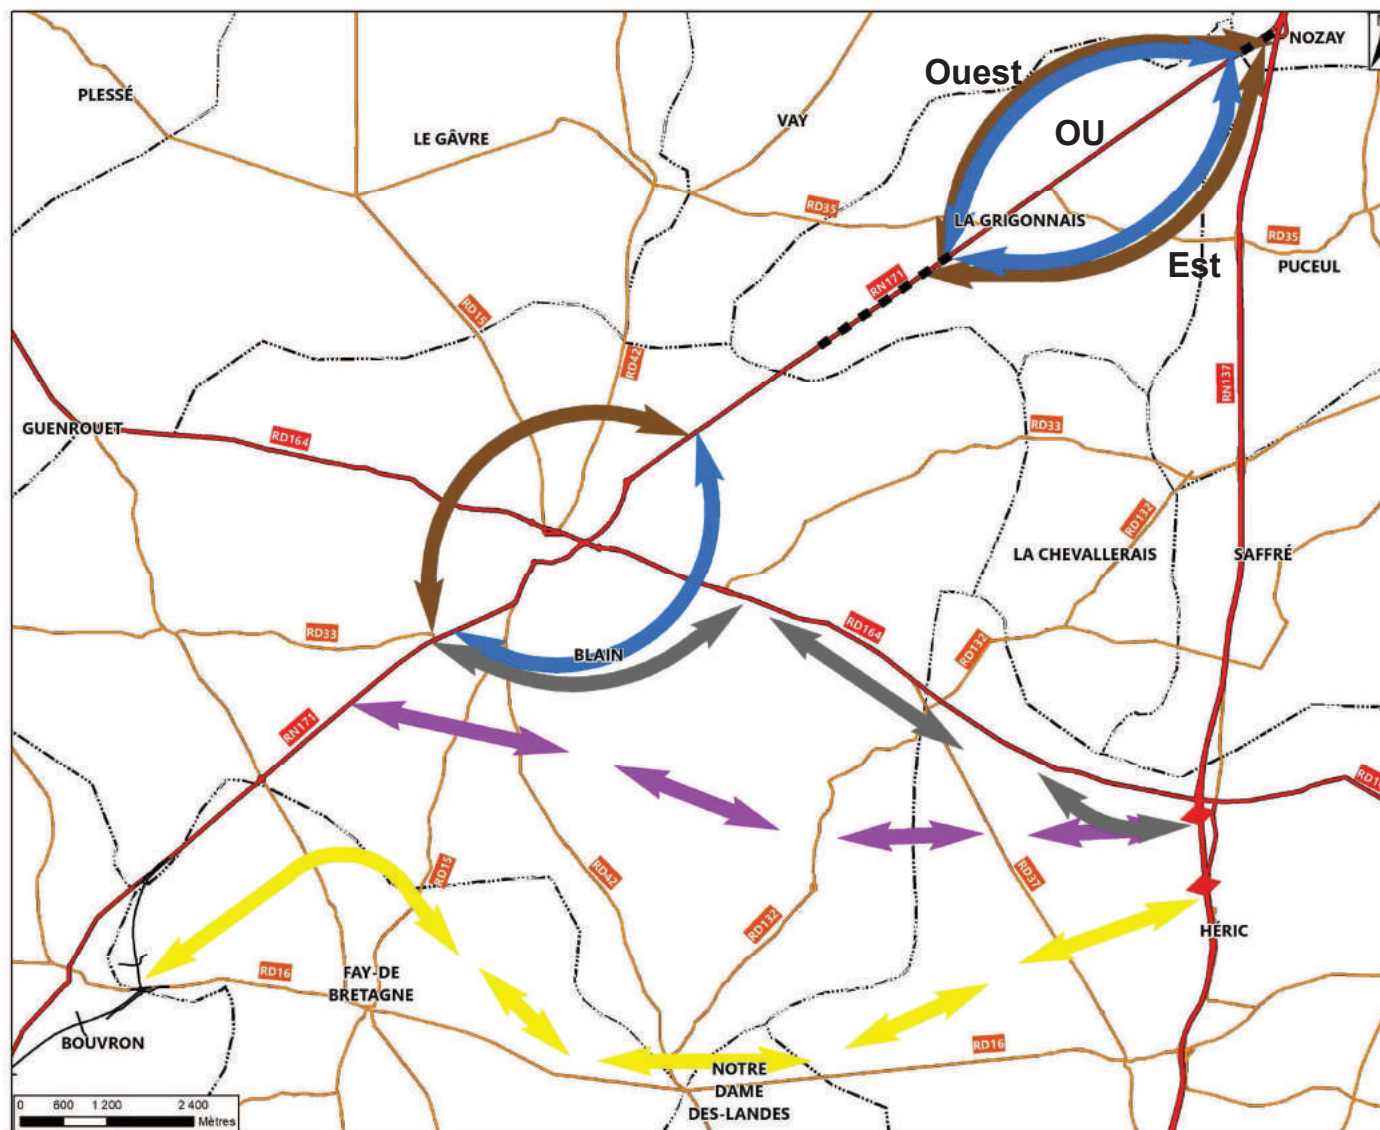 NOZAY
Ouest
PLESSÉ
VAY
OU
LE GÂVRE
RD35
LA GRIGONNAIS
RD35
Est
PUCEUL
RN171
RD15
RD42
RN137
GUENROUET
RD164
RD33
RD132
LA CHEVALLERAIS
SAFFRÉ
RD33
RD164
RD132
BLAIN
RN171
RD1
RD15
RD42
RD37
RD132
HÉRIC
RD16
FAY-DE
BRETAGNE
BOUVRON
RD16
NOTRE
DAME
DES-LANDES
0 600 1 200 2 400
Mètres